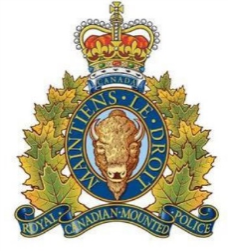 CANADA
MAINTIENS · LE · DROIT
ROYAL CANADIAN MOUNTED POLICE